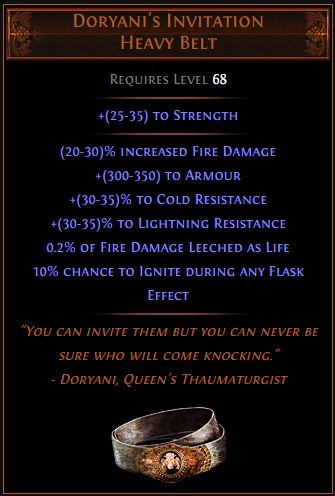 Doryani's Invitation
Heavy Belt
Requires Level 68
+(25-35) to Strength
(20-30)% increased Fire Damage
+(300-350) to Armour
+(30-35)% to Cold Resistance
+(30-35)% to Lightning Resistance
0.2% of Fire Damage Leeched as Life
10% chance to Ignite during any Flask
Effect
"You can invite them but you can never be
sure who will come knocking."
- Doryani, Queen's Thaumaturgist